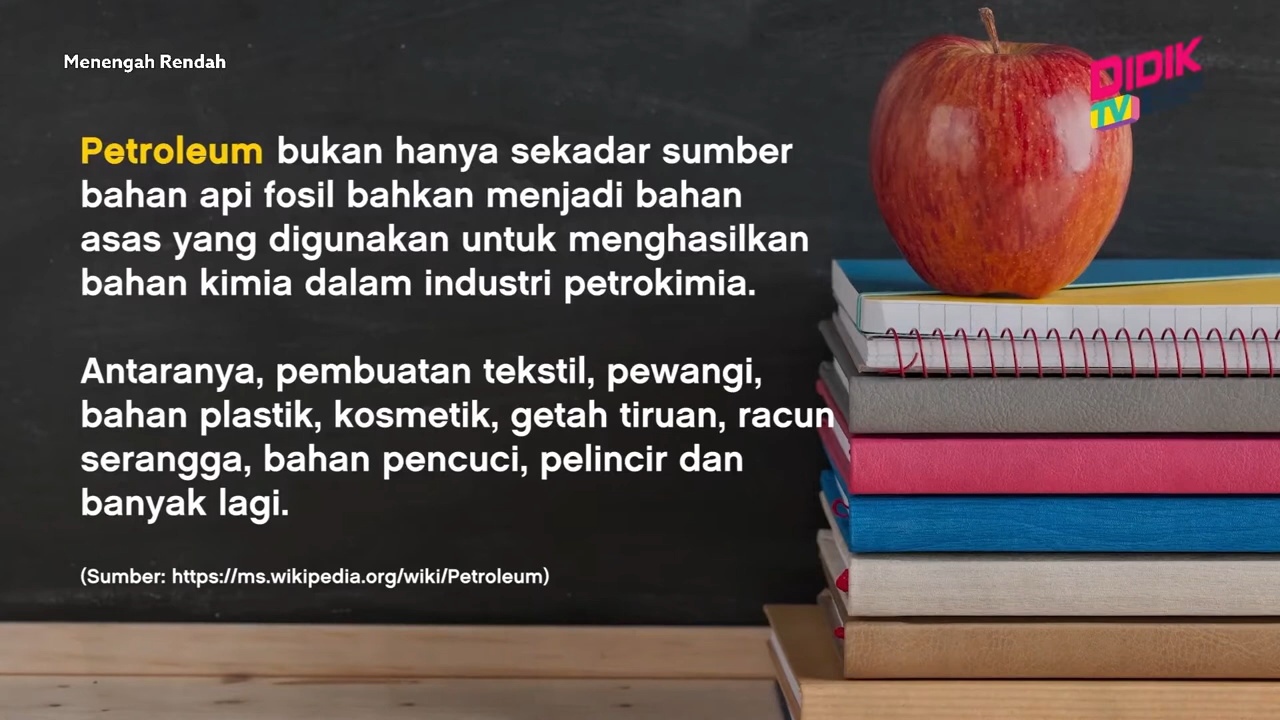 Menengah Rendah
DIDIK
TV
Petroleum bukan hanya sekadar sumber
bahan api fosil bahkan menjadi bahan
asas yang digunakan untuk menghasilkan
bahan kimia dalam industri petrokimia.
Antaranya, pembuatan tekstil, pewangi,
bahan plastik, kosmetik, getah tiruan, racun
serangga, bahan pencuci, pelincir dan
banyak lagi.
(Sumber: https://ms.wikipedia.org/wiki/Petroleum)